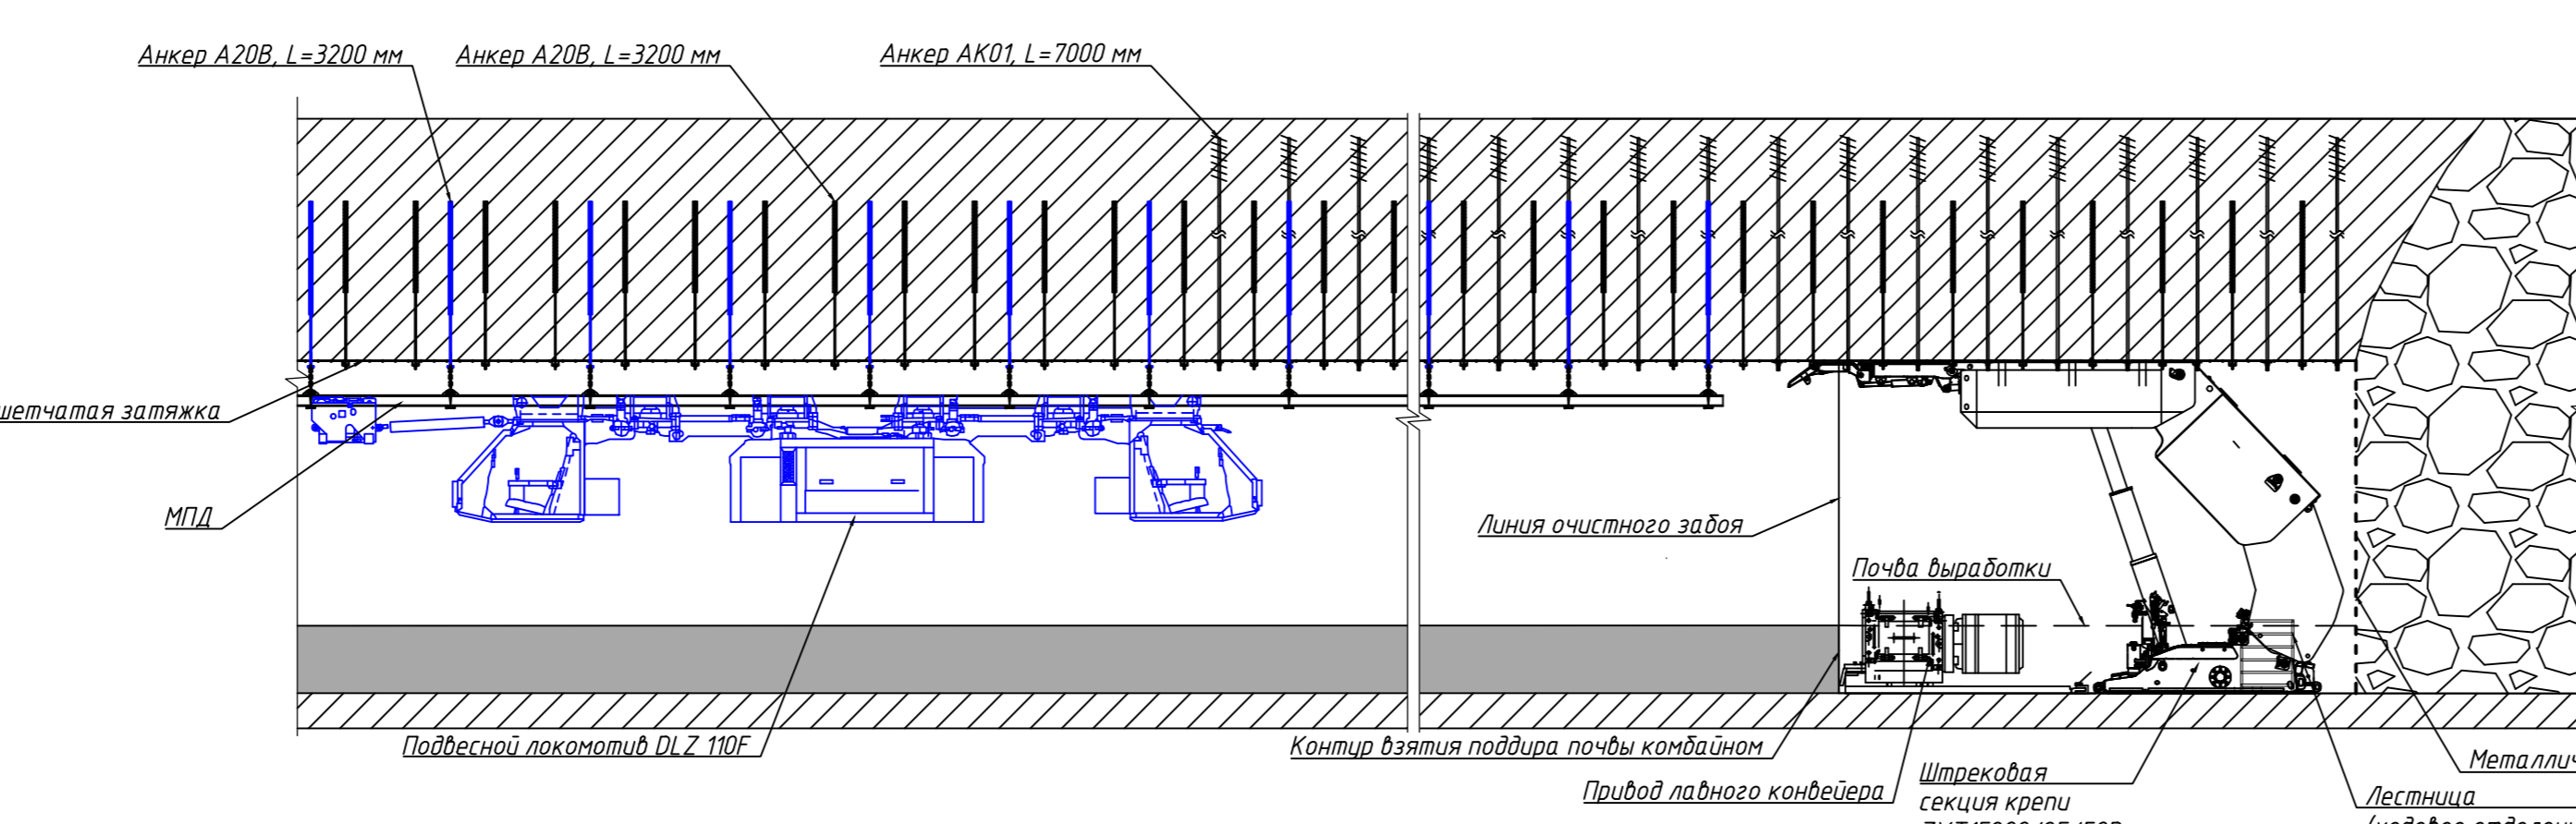 Анкер А20В, L=3200 мм
Анкер А20В, L=3200 мм
Анкер АК01, L=7000 мм
шетчатая затяжка
МПД
Линия очистного забоя
Почва выработки
Подвесной локомотив DLZ 110F
Контур взятия поддира почвы комбайном
Привод лавного конвейера
Штрековая
секция крепи
Металлич
Лестница